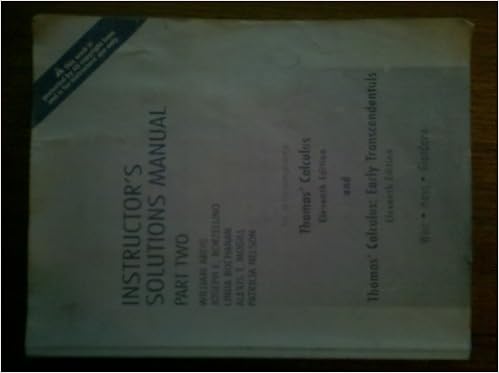 INSTRUCTOR'S
SOLUTIONS MANUAL
PART TWO
WILLIAM ARDIS
JOSEPH E. BORZELLINO
LINDA BUCHANAN
ALEXIS T. MOGILL
PATRICIA NELSON
Thomas' Calculus
Eleventh Edition
and
Thomas' Calculus: Early Transcendentals
Eleventh Edition
Weir • Hass • Giordano